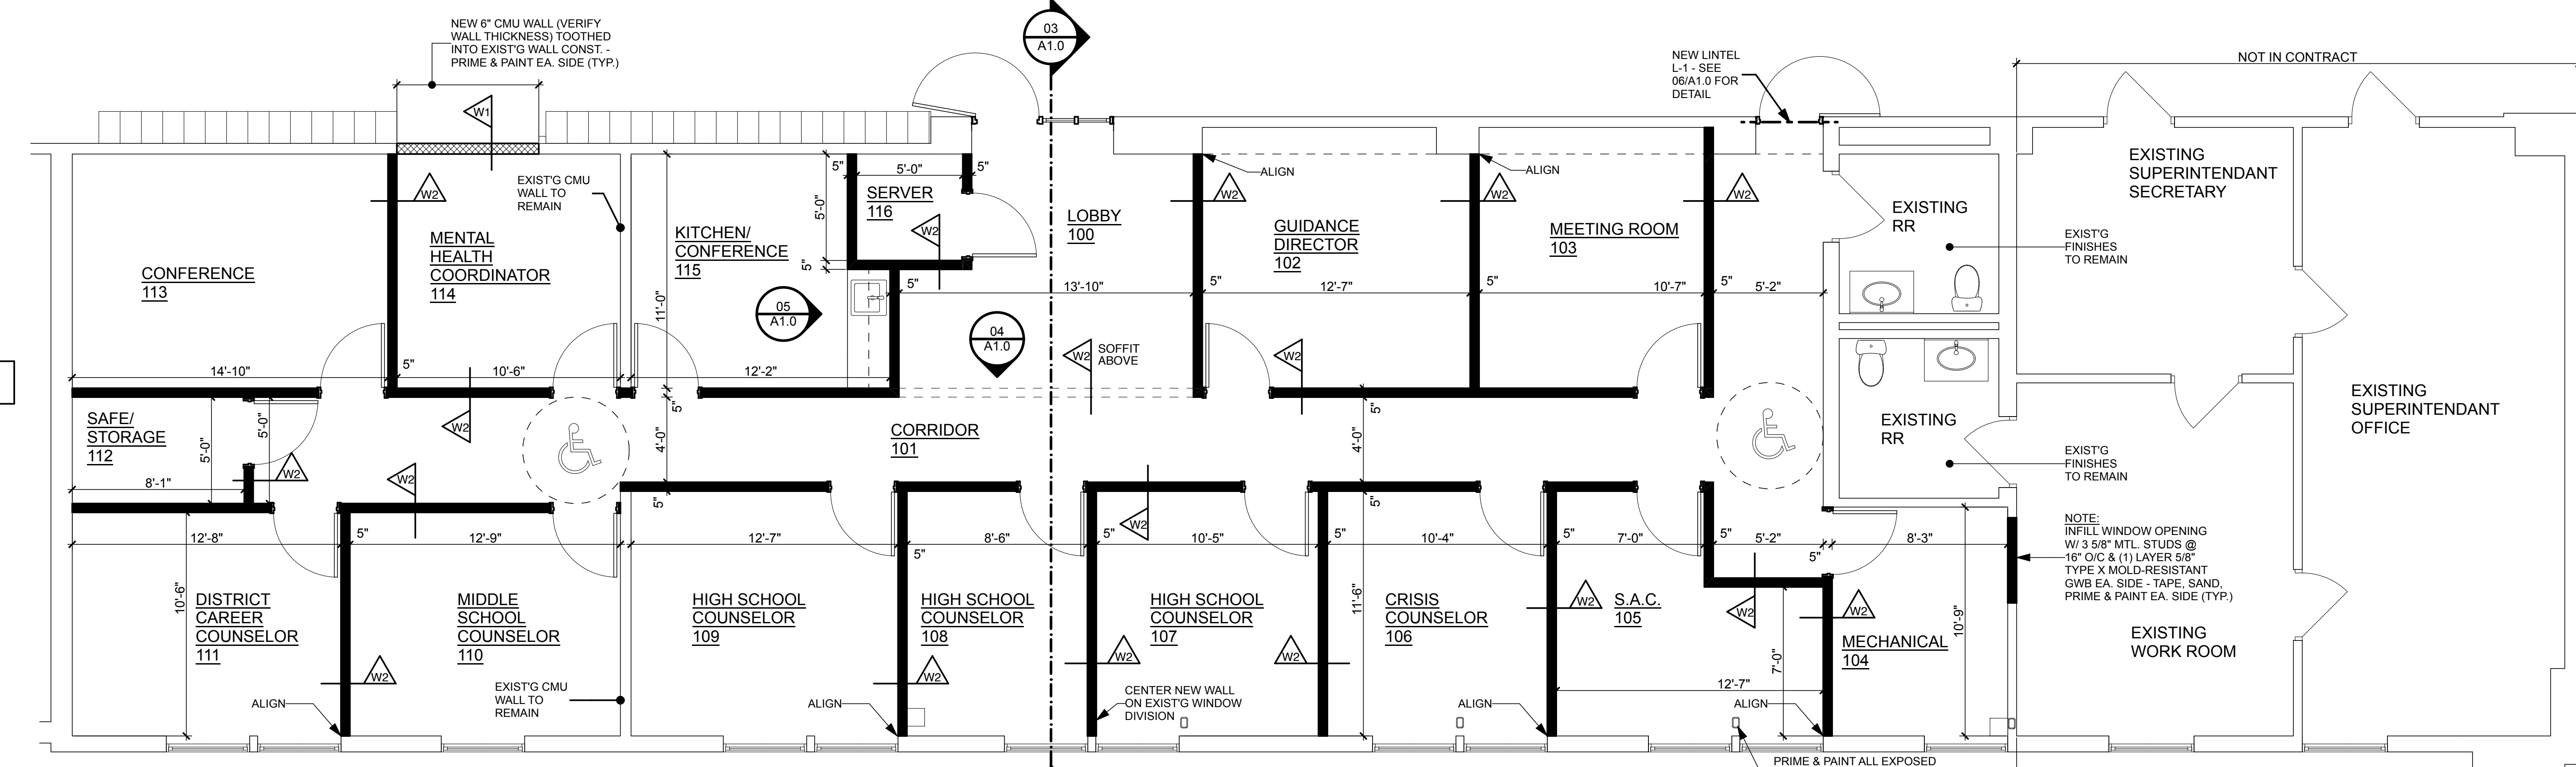 NEW 6" CMU WALL (VERIFY
WALL THICKNESS) TOOTHED
INTO EXIST'G WALL CONST. -
PRIME & PAINT EA. SIDE (TYP.)
03
A1.0
NEW LINTEL
L-1 - SEE
06/A1.0 FOR
DETAIL
NOT IN CONTRACT
W1
W2
EXIST'G CMU
WALL TO
REMAIN
5"
5'-0"
5"
SERVER
116
5'-0"
5"
W2
ALIGN
W2
ALIGN
W2
W2
LOBBY
100
GUIDANCE
DIRECTOR
102
MEETING ROOM
103
EXISTING
RR
EXISTING
SUPERINTENDANT
SECRETARY
EXIST'G
FINISHES
TO REMAIN
CONFERENCE
113
MENTAL
HEALTH
COORDINATOR
114
KITCHEN/
CONFERENCE
115
11'-0"
05
A1.0
04
A1.0
5"
13'-10"
5"
12'-7"
5"
10'-7"
5"
5'-2"
W2
SOFFIT
ABOVE
W2
14'-10"
5"
10'-6"
12'-2"
SAFE/
STORAGE
112
5'-0"
5'-0"
8'-1"
W2
W2
W2
5"
4'-0"
5"
CORRIDOR
101
5"
4'-0"
5"
EXISTING
RR
EXIST'G
FINISHES
TO REMAIN
EXISTING
SUPERINTENDANT
OFFICE
12'-8"
5"
12'-9"
12'-7"
5"
8'-6"
5"
10'-5"
5"
10'-4"
5"
7'-0"
5"
5'-2"
5"
8'-3"
W2
NOTE:
INFILL WINDOW OPENING
W/ 3 5/8" MTL. STUDS @
16" O/C & (1) LAYER 5/8"
TYPE X MOLD-RESISTANT
GWB EA. SIDE - TAPE, SAND,
PRIME & PAINT EA. SIDE (TYP.)
10'-6"
DISTRICT
CAREER
COUNSELOR
111
MIDDLE
SCHOOL
COUNSELOR
110
HIGH SCHOOL
COUNSELOR
109
HIGH SCHOOL
COUNSELOR
108
HIGH SCHOOL
COUNSELOR
107
11'-6"
CRISIS
COUNSELOR
106
W2
S.A.C.
105
W2
W2
MECHANICAL
104
10'-9"
EXISTING
WORK ROOM
W2
W2
W2
W2
7'-0"
12'-7"
ALIGN
EXIST'G CMU
WALL TO
REMAIN
ALIGN
CENTER NEW WALL
ON EXIST'G WINDOW
DIVISION
ALIGN
ALIGN
PRIME & PAINT ALL EXPOSED